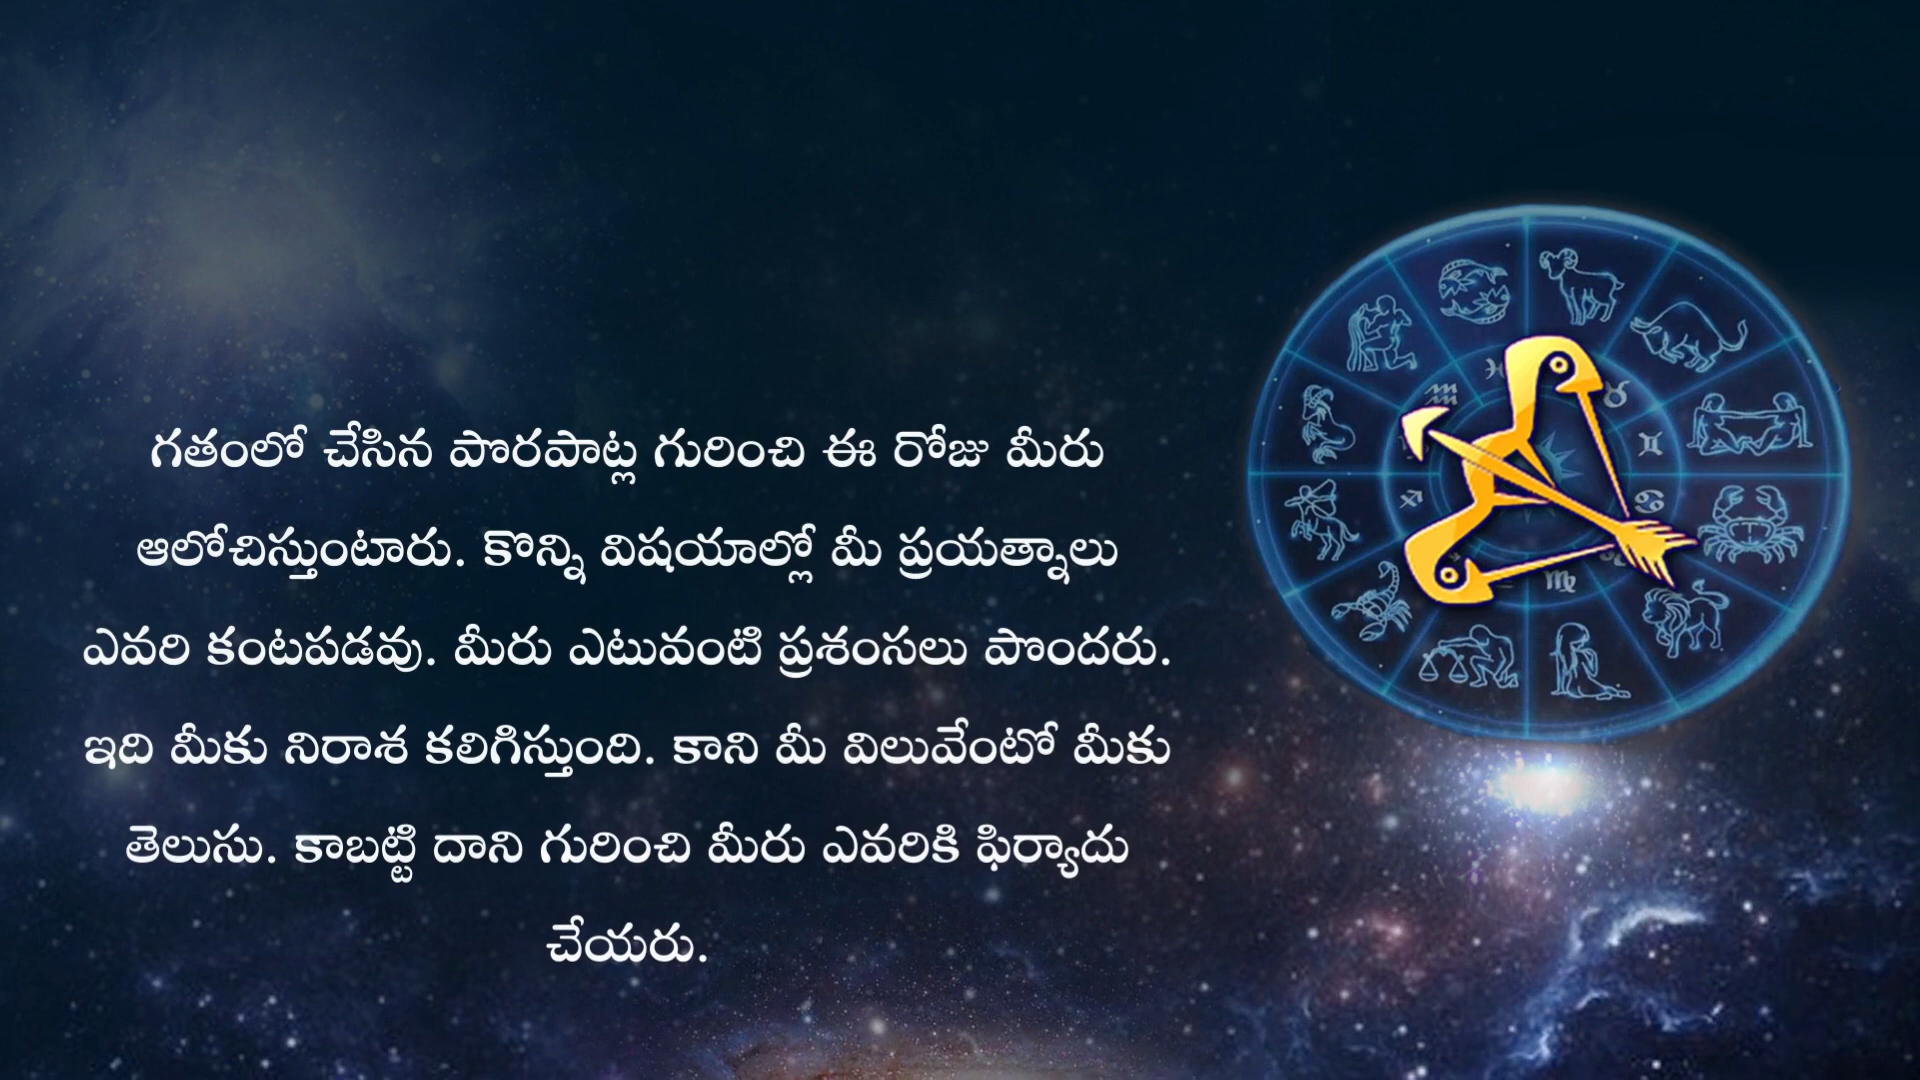 గతంలో చేసిన పొరపాట్ల గురించి ఈ రోజు మీరు
ఆలోచిస్తుంటారు. కొన్ని విషయాల్లో మీ ప్రయత్నాలు
ఎవరి కంటపడవు. మీరు ఎటువంటి ప్రశంసలు పొందరు.
ఇది మీకు నిరాశ కలిగిస్తుంది. కాని మీ విలువేంటో మీకు
తెలుసు. కాబట్టి దాని గురించి మీరు ఎవరికి ఫిర్యాదు
చేయరు.